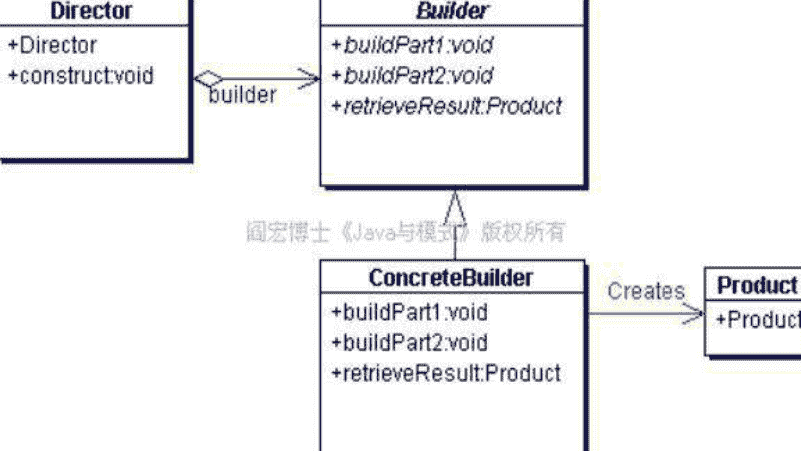 Director
+Director
+construct:void
builder
Builder
+buildPart1:void
+buildPart2:void
+retrieveResult:Product
阎宏博士《Java与模式》版权所有
ConcreteBuilder
+buildPart1:void
+buildPart2:void
+retrieveResult:Product
Creates
Product
+Product